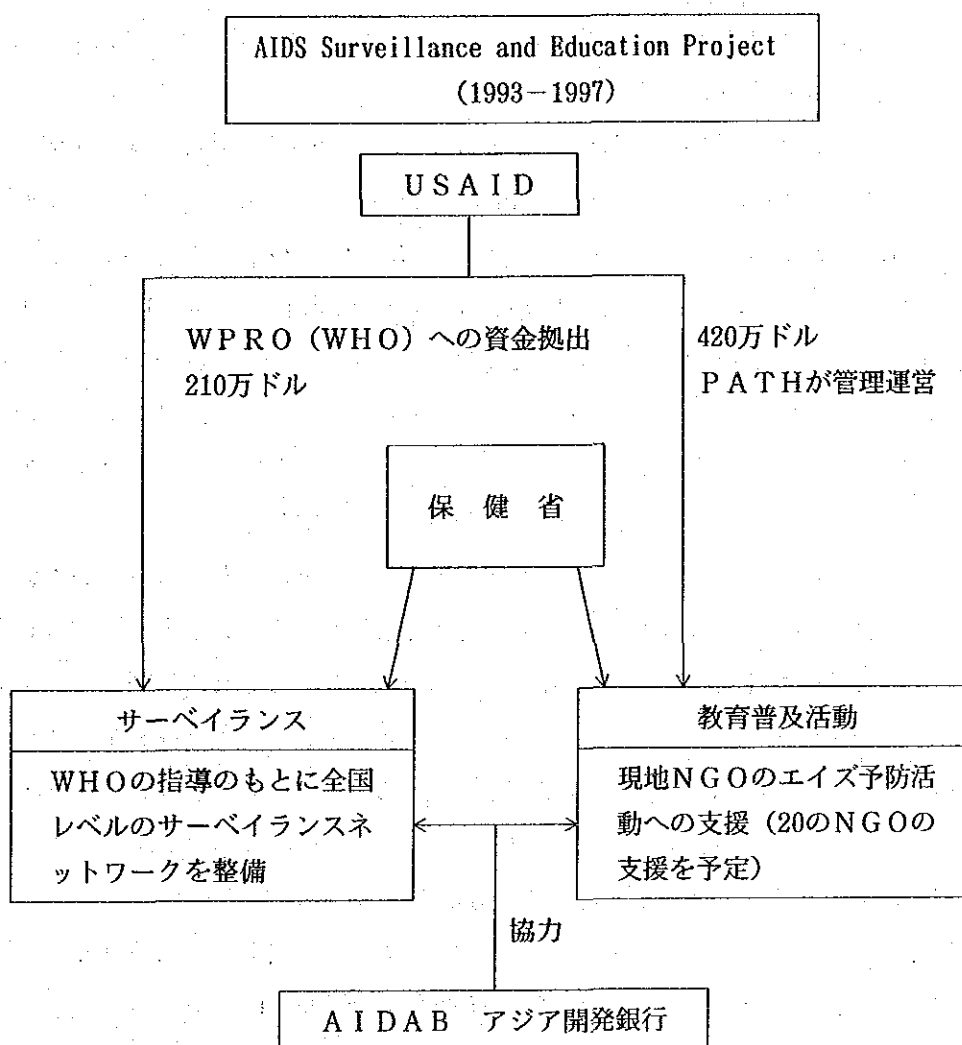 AIDS Surveillance and Education Project
(1993－1997)
ＵＳＡＩＤ
ＷＰＲＯ（ＷＨＯ）への資金拠出
210万ドル
420万ドル
ＰＡＴＨが管理運営
保　健　省
サーベイランス
ＷＨＯの指導のもとに全国
レベルのサーベイランスネ
ットワークを整備
教育普及活動
現地ＮＧＯのエイズ予防活
動への支援（20のＮＧＯの
支援を予定）
協力
ＡＩＤＡＢ　アジア開発銀行